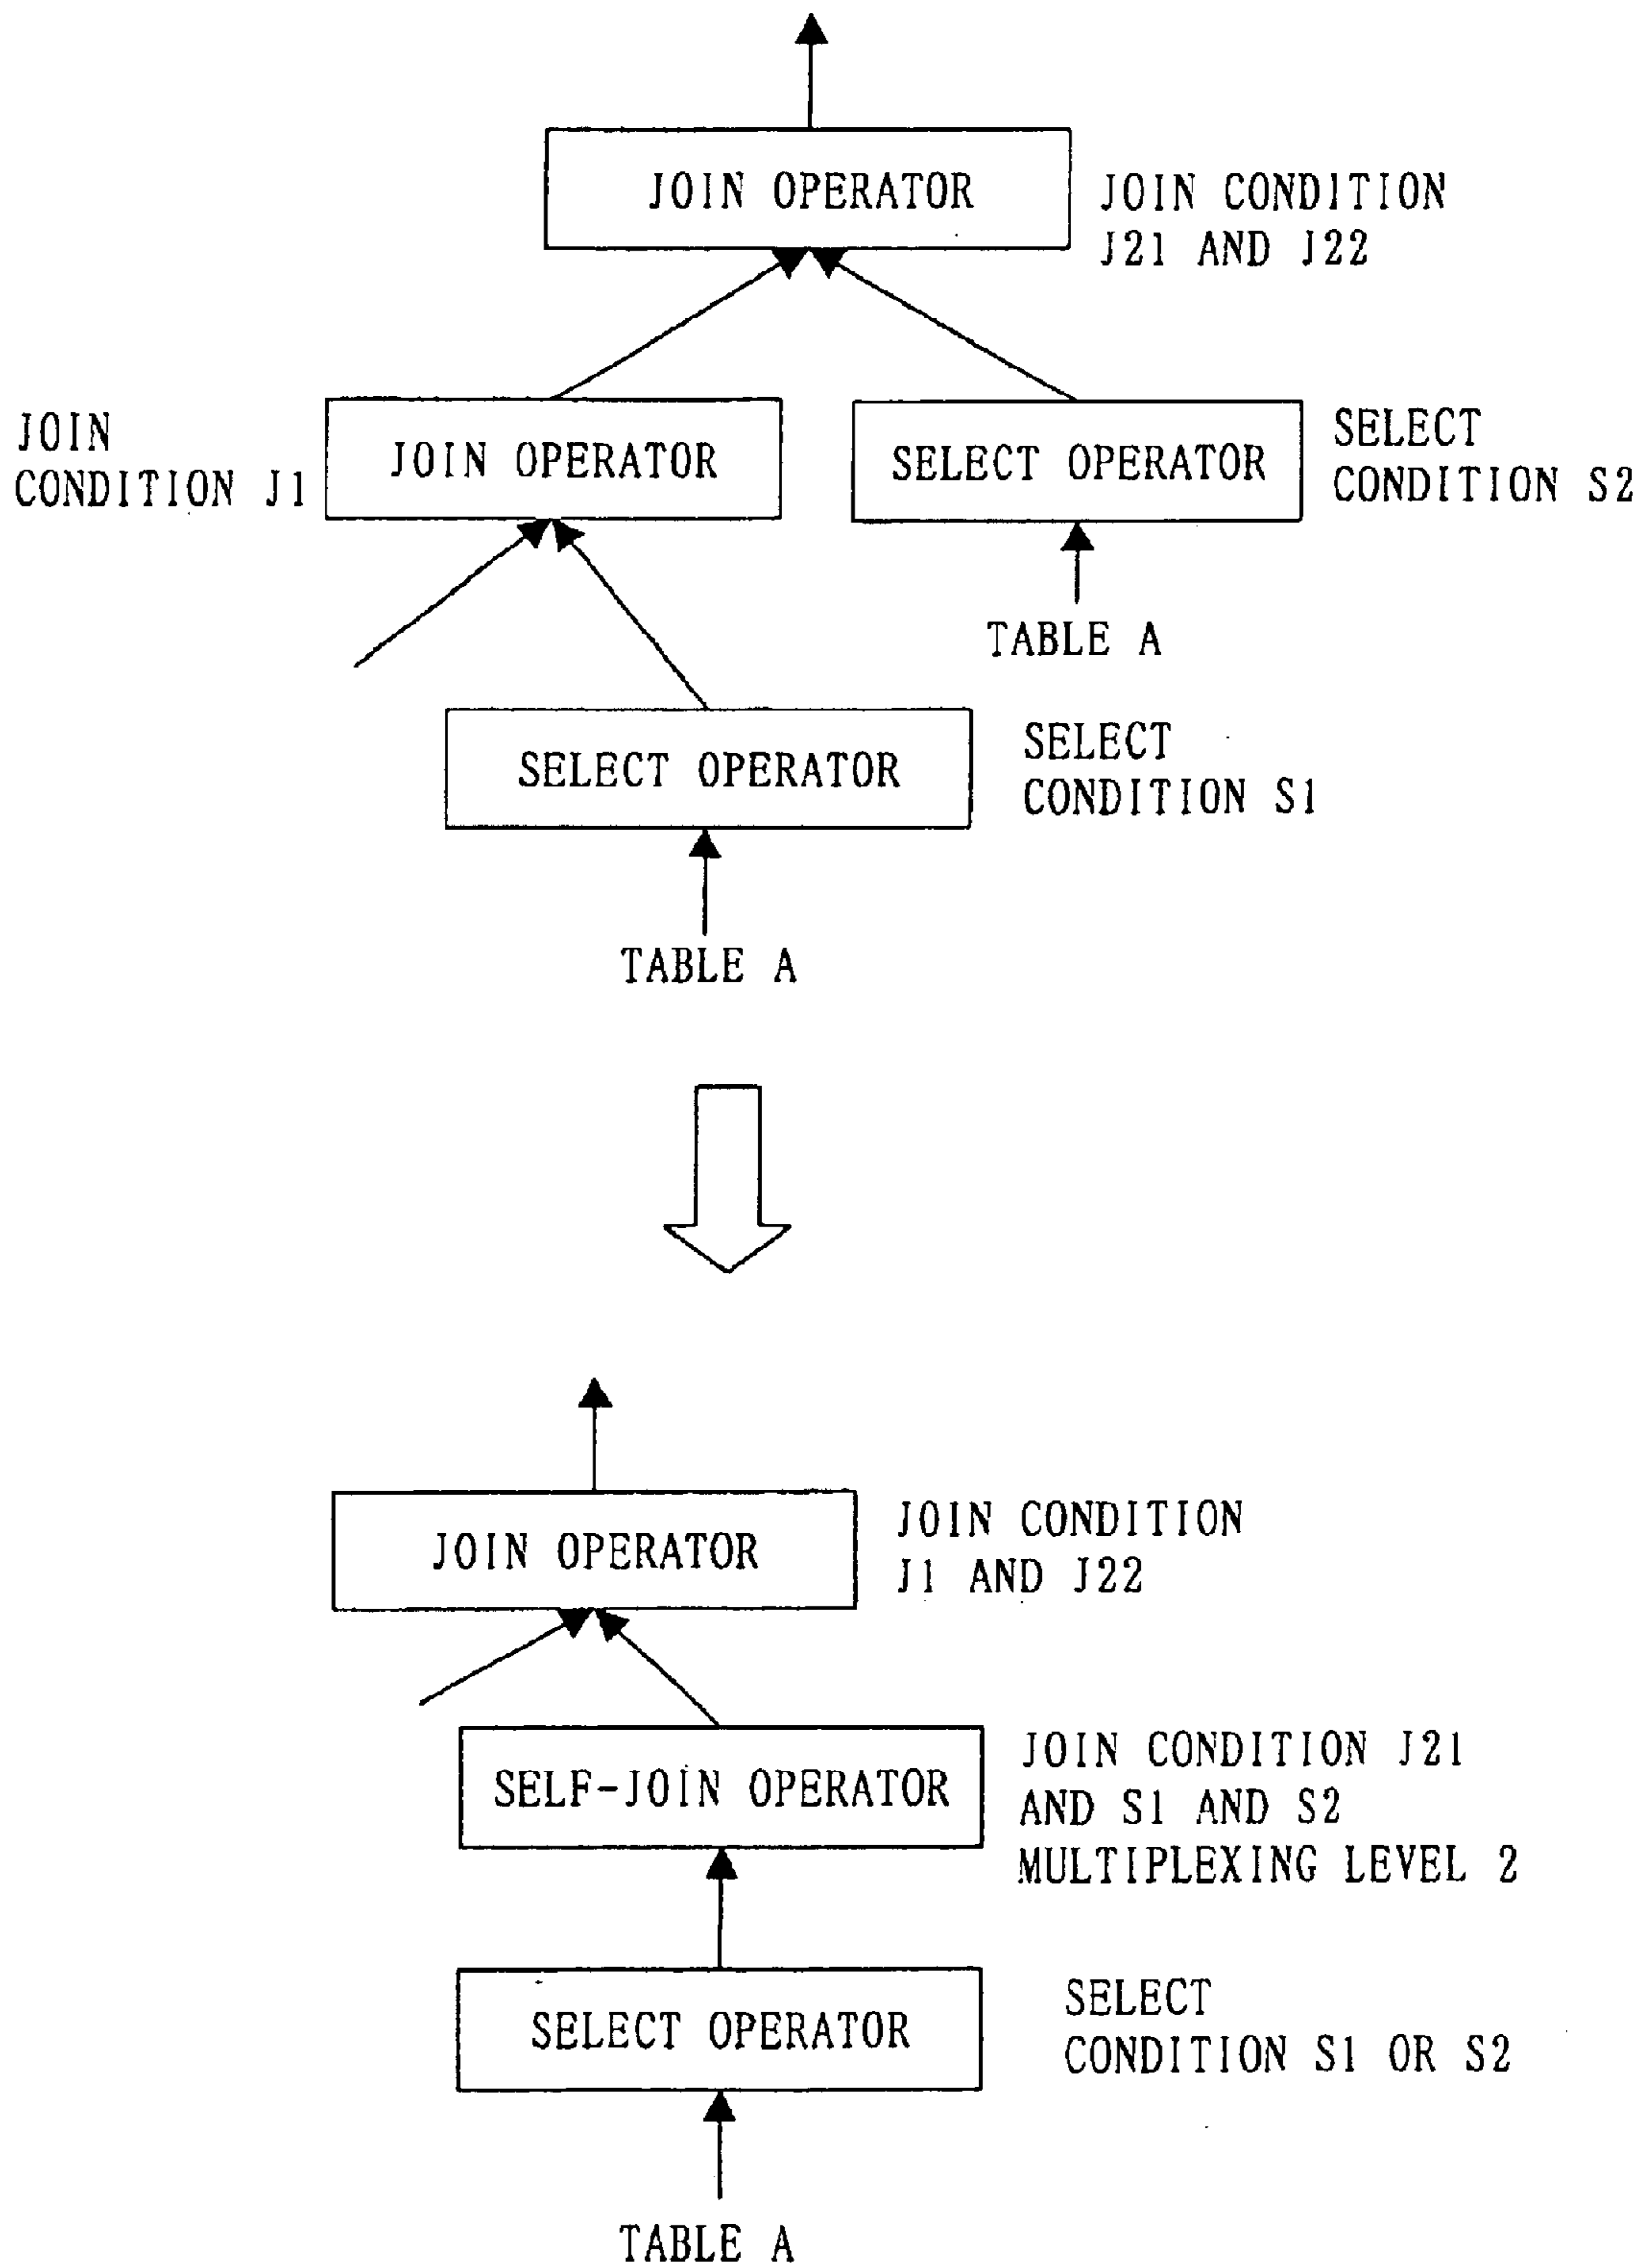 JOIN OPERATOR
JOIN CONDITION
J21 AND J22
JOIN
CONDITION J1
JOIN OPERATOR
SELECT OPERATOR
SELECT
CONDITION S2
TABLE A
SELECT OPERATOR
SELECT
CONDITION S1
TABLE A
JOIN OPERATOR
JOIN CONDITION
J1 AND J22
SELF-JOIN OPERATOR
JOIN CONDITION J21
AND S1 AND S2
MULTIPLEXING LEVEL 2
SELECT OPERATOR
SELECT
CONDITION S1 OR S2
TABLE A